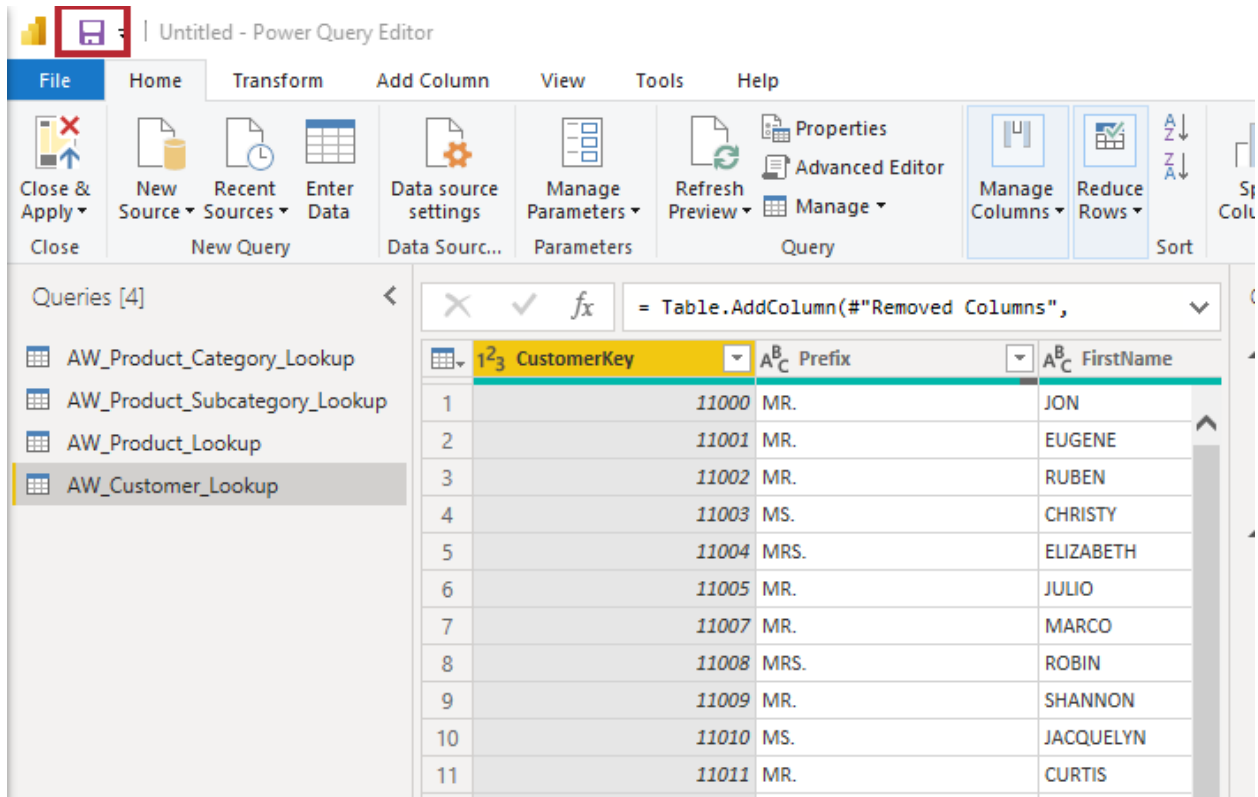 Untitled - Power Query Editor
File Home Transform Add Column View Tools Help
Close & Apply
New Source
Recent Sources
Enter Data
Data source settings
Manage Parameters
Refresh Preview
Properties
Advanced Editor
Manage
Manage Columns
Reduce Rows
Close New Query Data Sourc... Parameters Query Sort
Queries [4]
AW_Product_Category_Lookup
AW_Product_Subcategory_Lookup
AW_Product_Lookup
AW_Customer_Lookup
fx = Table.AddColumn(#"Removed Columns",
1²3 CustomerKey ABC Prefix ABC FirstName
1 11000 MR. JON
2 11001 MR. EUGENE
3 11002 MR. RUBEN
4 11003 MS. CHRISTY
5 11004 MRS. ELIZABETH
6 11005 MR. JULIO
7 11007 MR. MARCO
8 11008 MRS. ROBIN
9 11009 MR. SHANNON
10 11010 MS. JACQUELYN
11 11011 MR. CURTIS